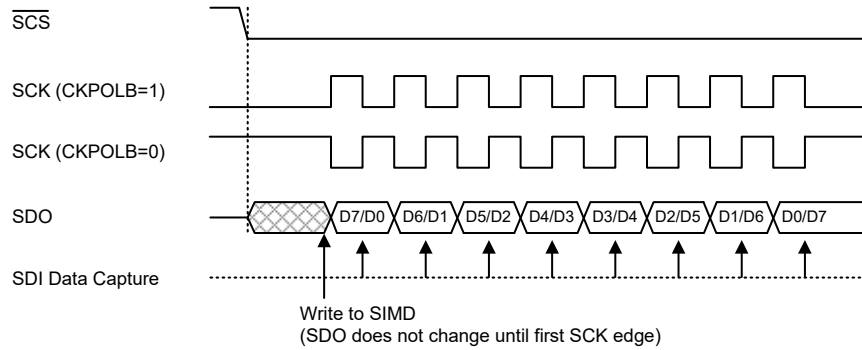 SCS
SCK (CKPOLB=1)
SCK (CKPOLB=0)
SDO
D7/D0 D6/D1 D5/D2 D4/D3 D3/D4 D2/D5 D1/D6 D0/D7
SDI Data Capture
Write to SIMD
(SDO does not change until first SCK edge)